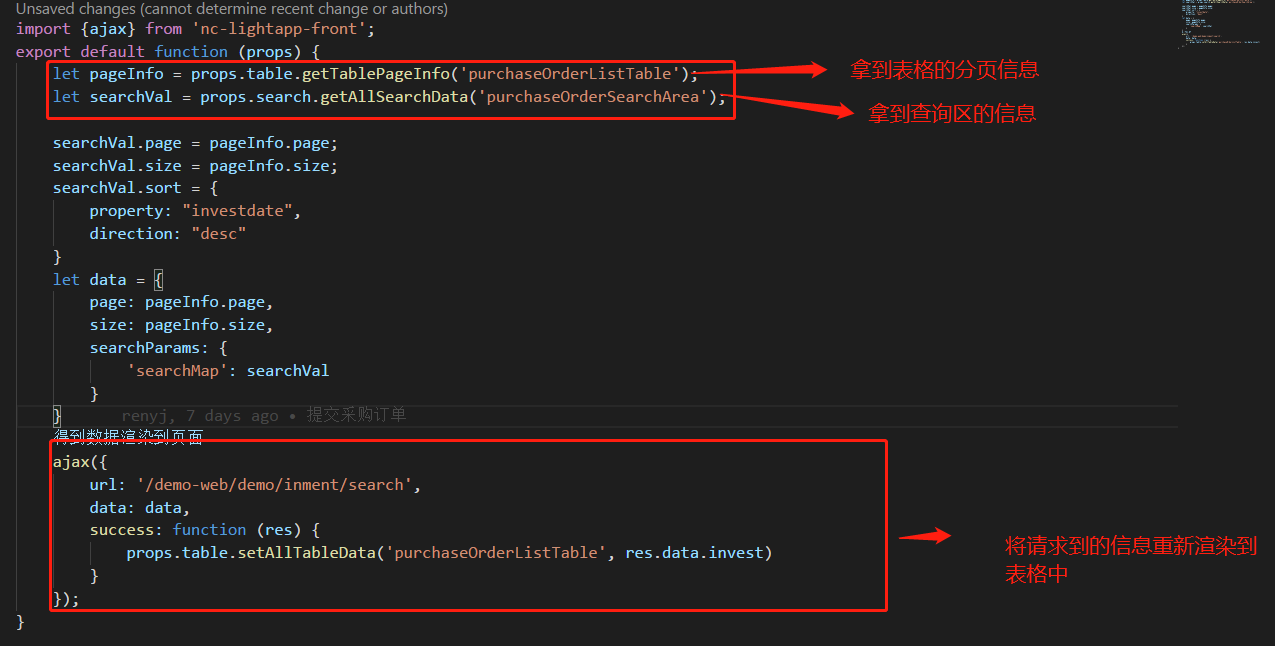 Unsaved changes (cannot determine recent change or authors)
import {ajax} from 'nc-lightapp-front';
export default function (props) {
let pageInfo = props.table.getTablePageInfo('purchaseOrderListTable');
拿到表格的分页信息
let searchVal = props.search.getAllSearchData('purchaseOrderSearchArea');
拿到查询区的信息
searchVal.page = pageInfo.page;
searchVal.size = pageInfo.size;
searchVal.sort = {
property: "investdate",
direction: "desc"
}
let data = {
page: pageInfo.page,
size: pageInfo.size,
searchParams: {
'searchMap': searchVal
}
} renyj, 7 days ago • 提交采购订单
得到数据渲染到页面
ajax({
url: '/demo-web/demo/inment/search',
data: data,
success: function (res) {
props.table.setAllTableData('purchaseOrderListTable', res.data.invest)
}
});
}
将请求到的信息重新渲染到
表格中